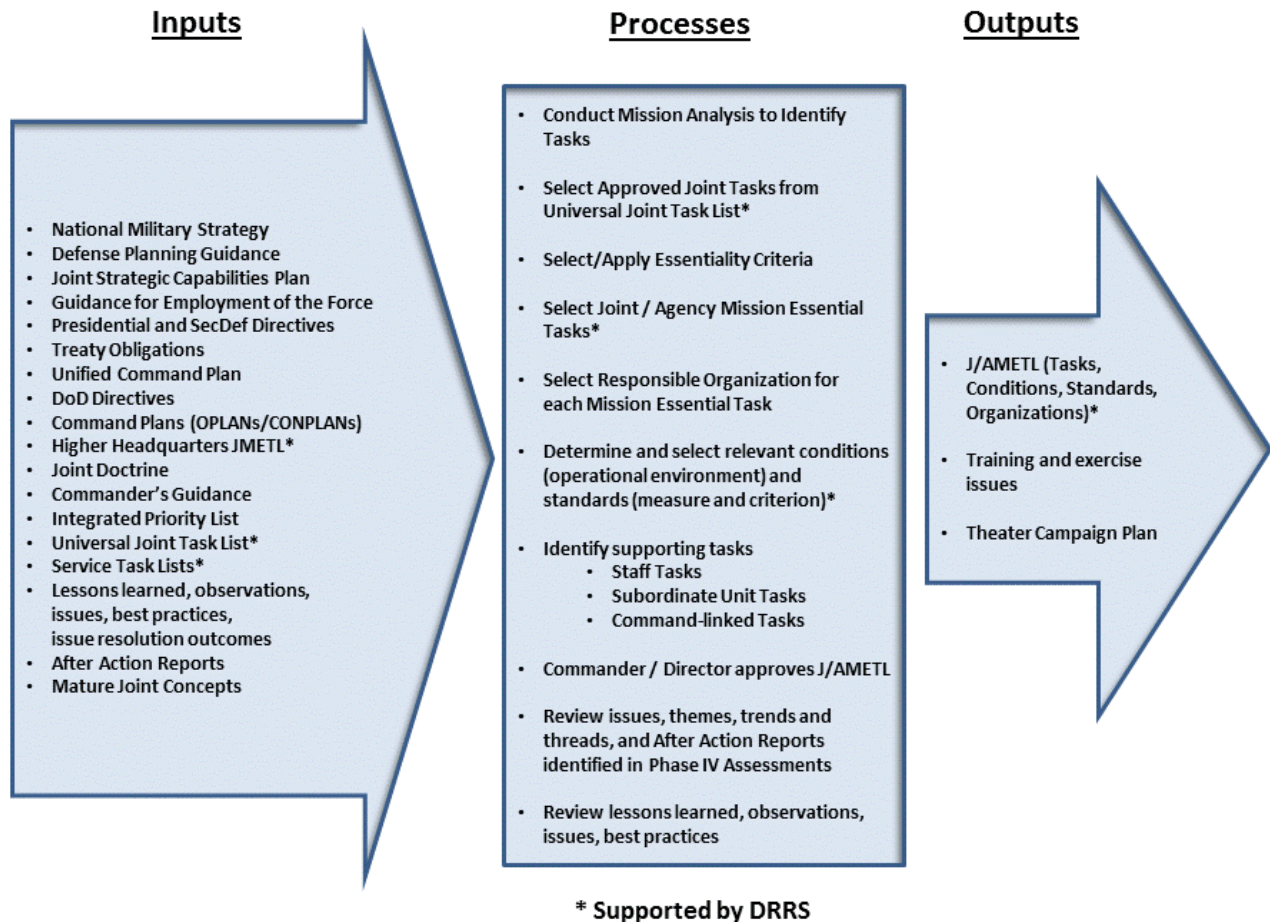 Inputs
• National Military Strategy
• Defense Planning Guidance
• Joint Strategic Capabilities Plan
• Guidance for Employment of the Force
• Presidential and SecDef Directives
• Treaty Obligations
• Unified Command Plan
• DoD Directives
• Command Plans (OPLANs/CONPLANs)
• Higher Headquarters JMETL*
• Joint Doctrine
• Commander's Guidance
• Integrated Priority List
• Universal Joint Task List*
• Service Task Lists*
• Lessons learned, observations,
issues, best practices,
issue resolution outcomes
• After Action Reports
• Mature Joint Concepts
Processes
• Conduct Mission Analysis to Identify
Tasks
• Select Approved Joint Tasks from
Universal Joint Task List*
• Select/Apply Essentiality Criteria
• Select Joint / Agency Mission Essential
Tasks*
• Select Responsible Organization for
each Mission Essential Task
• Determine and select relevant conditions
(operational environment) and
standards (measure and criterion)*
• Identify supporting tasks
• Staff Tasks
• Subordinate Unit Tasks
• Command-linked Tasks
• Commander / Director approves J/AMETL
• Review issues, themes, trends and
threads, and After Action Reports
identified in Phase IV Assessments
• Review lessons learned, observations,
issues, best practices
Outputs
• J/AMETL (Tasks,
Conditions, Standards,
Organizations)*
• Training and exercise
issues
• Theater Campaign Plan
* Supported by DRRS